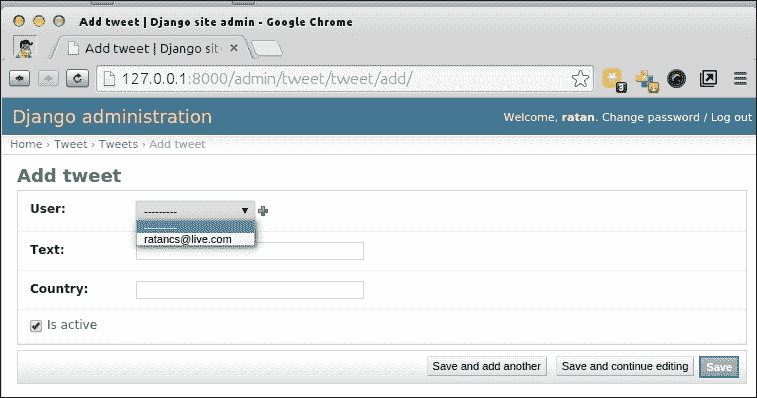 Add tweet | Django site admin - Google Chrome
Add tweet | Django sit
127.0.0.1:8000/admin/tweet/tweet/add/
3
Django administration
Welcome, ratan. Change password / Log out
Home › Tweet › Tweets › Add tweet
Add tweet
User:
---------
---------
ratancs@live.com
Text:
Country:
Is active
Save and add another
Save and continue editing
Save